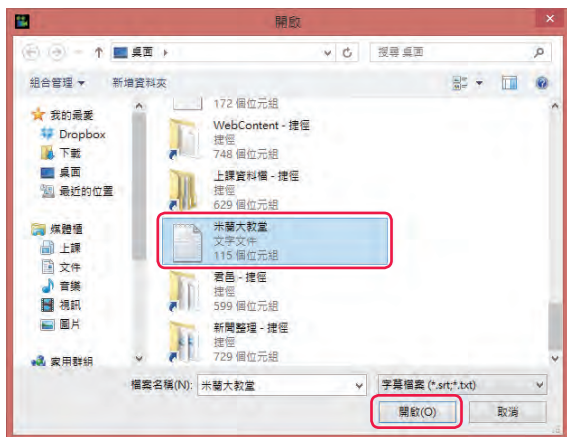 開啟
桌面
搜尋 桌面
組合管理
新增資料夾
我的最愛
Dropbox
下載
桌面
最近的位置
媒體櫃
上課
文件
音樂
視訊
圖片
家用群組
172 個位元組
WebContent - 捷徑
捷徑
748 個位元組
上課資料檔 - 捷徑
捷徑
629 個位元組
米蘭大教堂
文字文件
115 個位元組
君邑 - 捷徑
捷徑
599 個位元組
新聞整理 - 捷徑
捷徑
729 個位元組
檔案名稱(N): 米蘭大教堂
字幕檔案 (*.srt;*.txt)
開啟(O)
取消